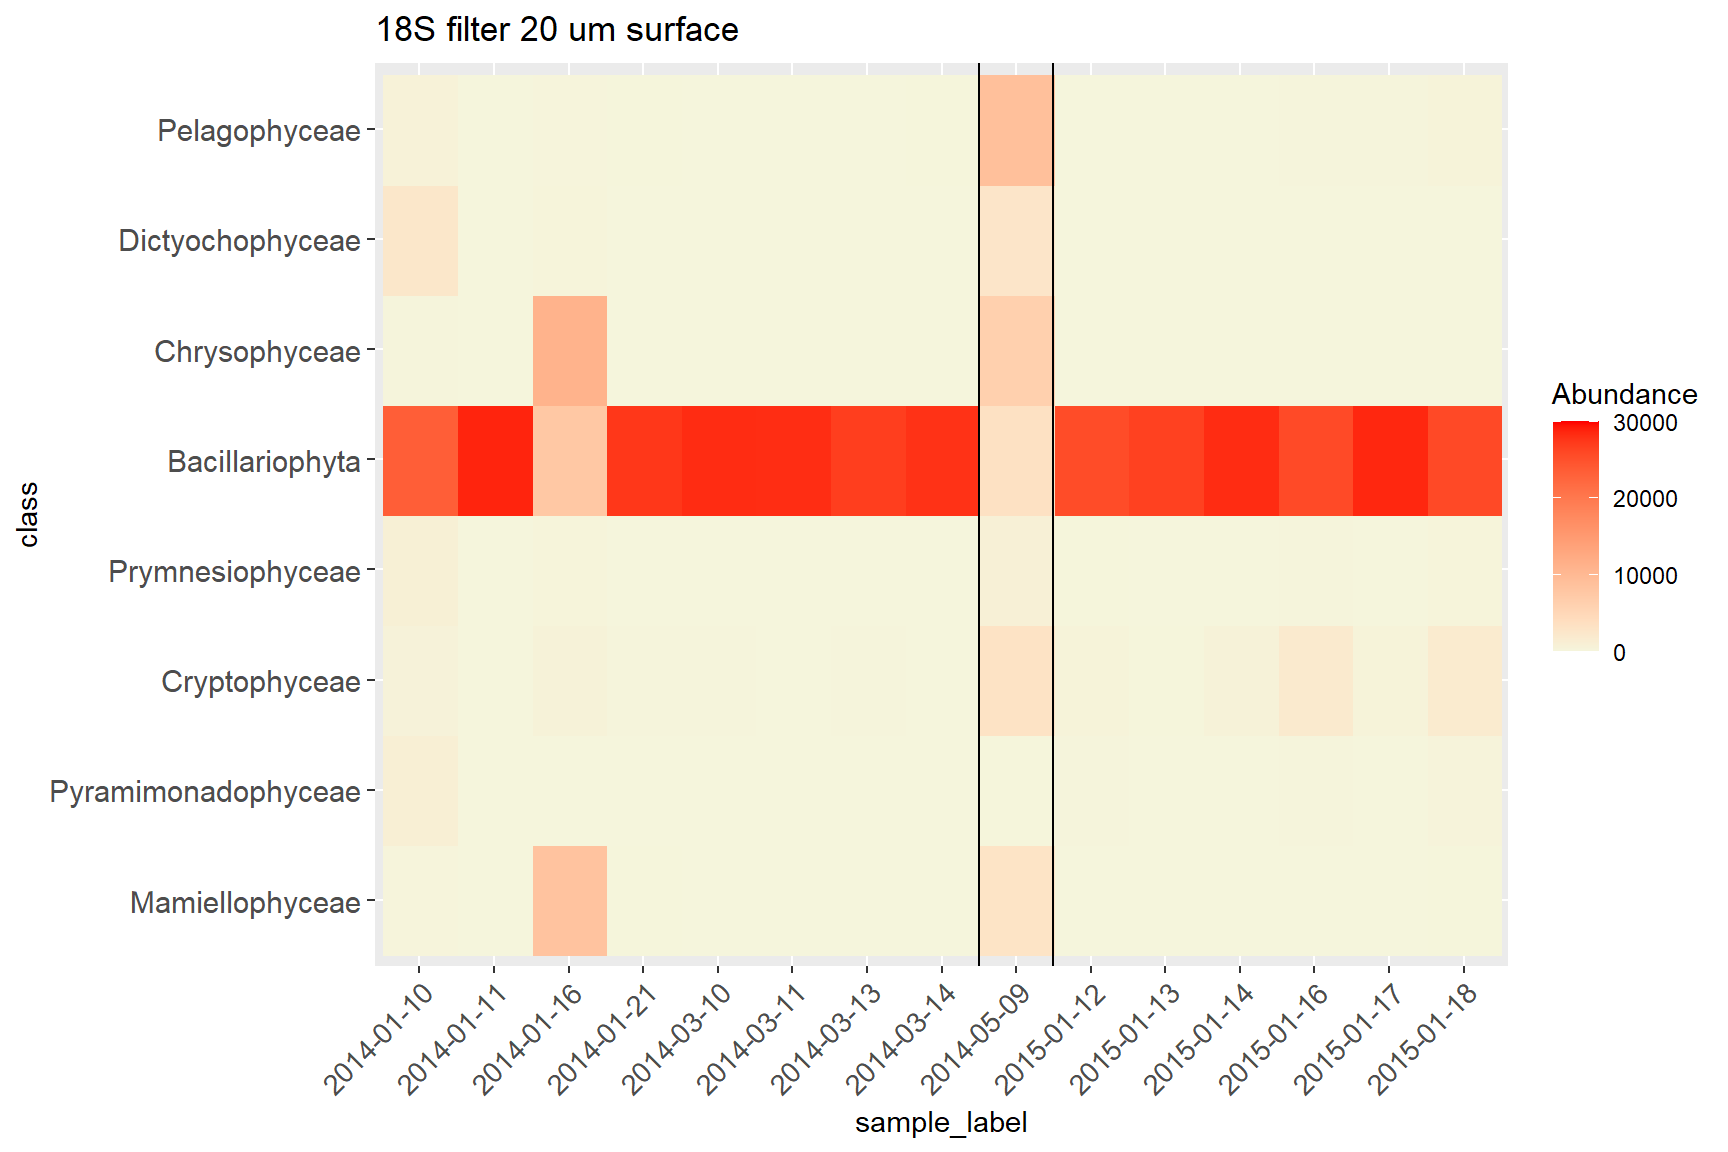 18S filter 20 um surface
class
Pelagophyceae
Dictyochophyceae
Chrysophyceae
Bacillariophyta
Prymnesiophyceae
Cryptophyceae
Pyramimonadophyceae
Mamiellophyceae
2014-01-10
2014-01-11
2014-01-16
2014-01-21
2014-03-10
2014-03-11
2014-03-13
2014-03-14
2014-05-09
2015-01-12
2015-01-13
2015-01-14
2015-01-16
2015-01-17
2015-01-18
sample_label
Abundance
30000
20000
10000
0